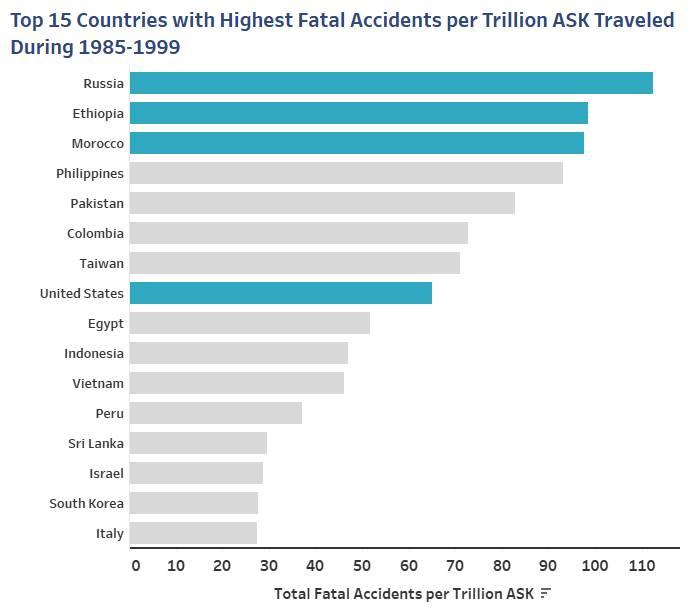 Top 15 Countries with Highest Fatal Accidents per Trillion ASK Traveled
During 1985-1999
Russia
Ethiopia
Morocco
Philippines
Pakistan
Colombia
Taiwan
United States
Egypt
Indonesia
Vietnam
Peru
Sri Lanka
Israel
South Korea
Italy
0 10 20 30 40 50 60 70 80 90 100 110
Total Fatal Accidents per Trillion ASK